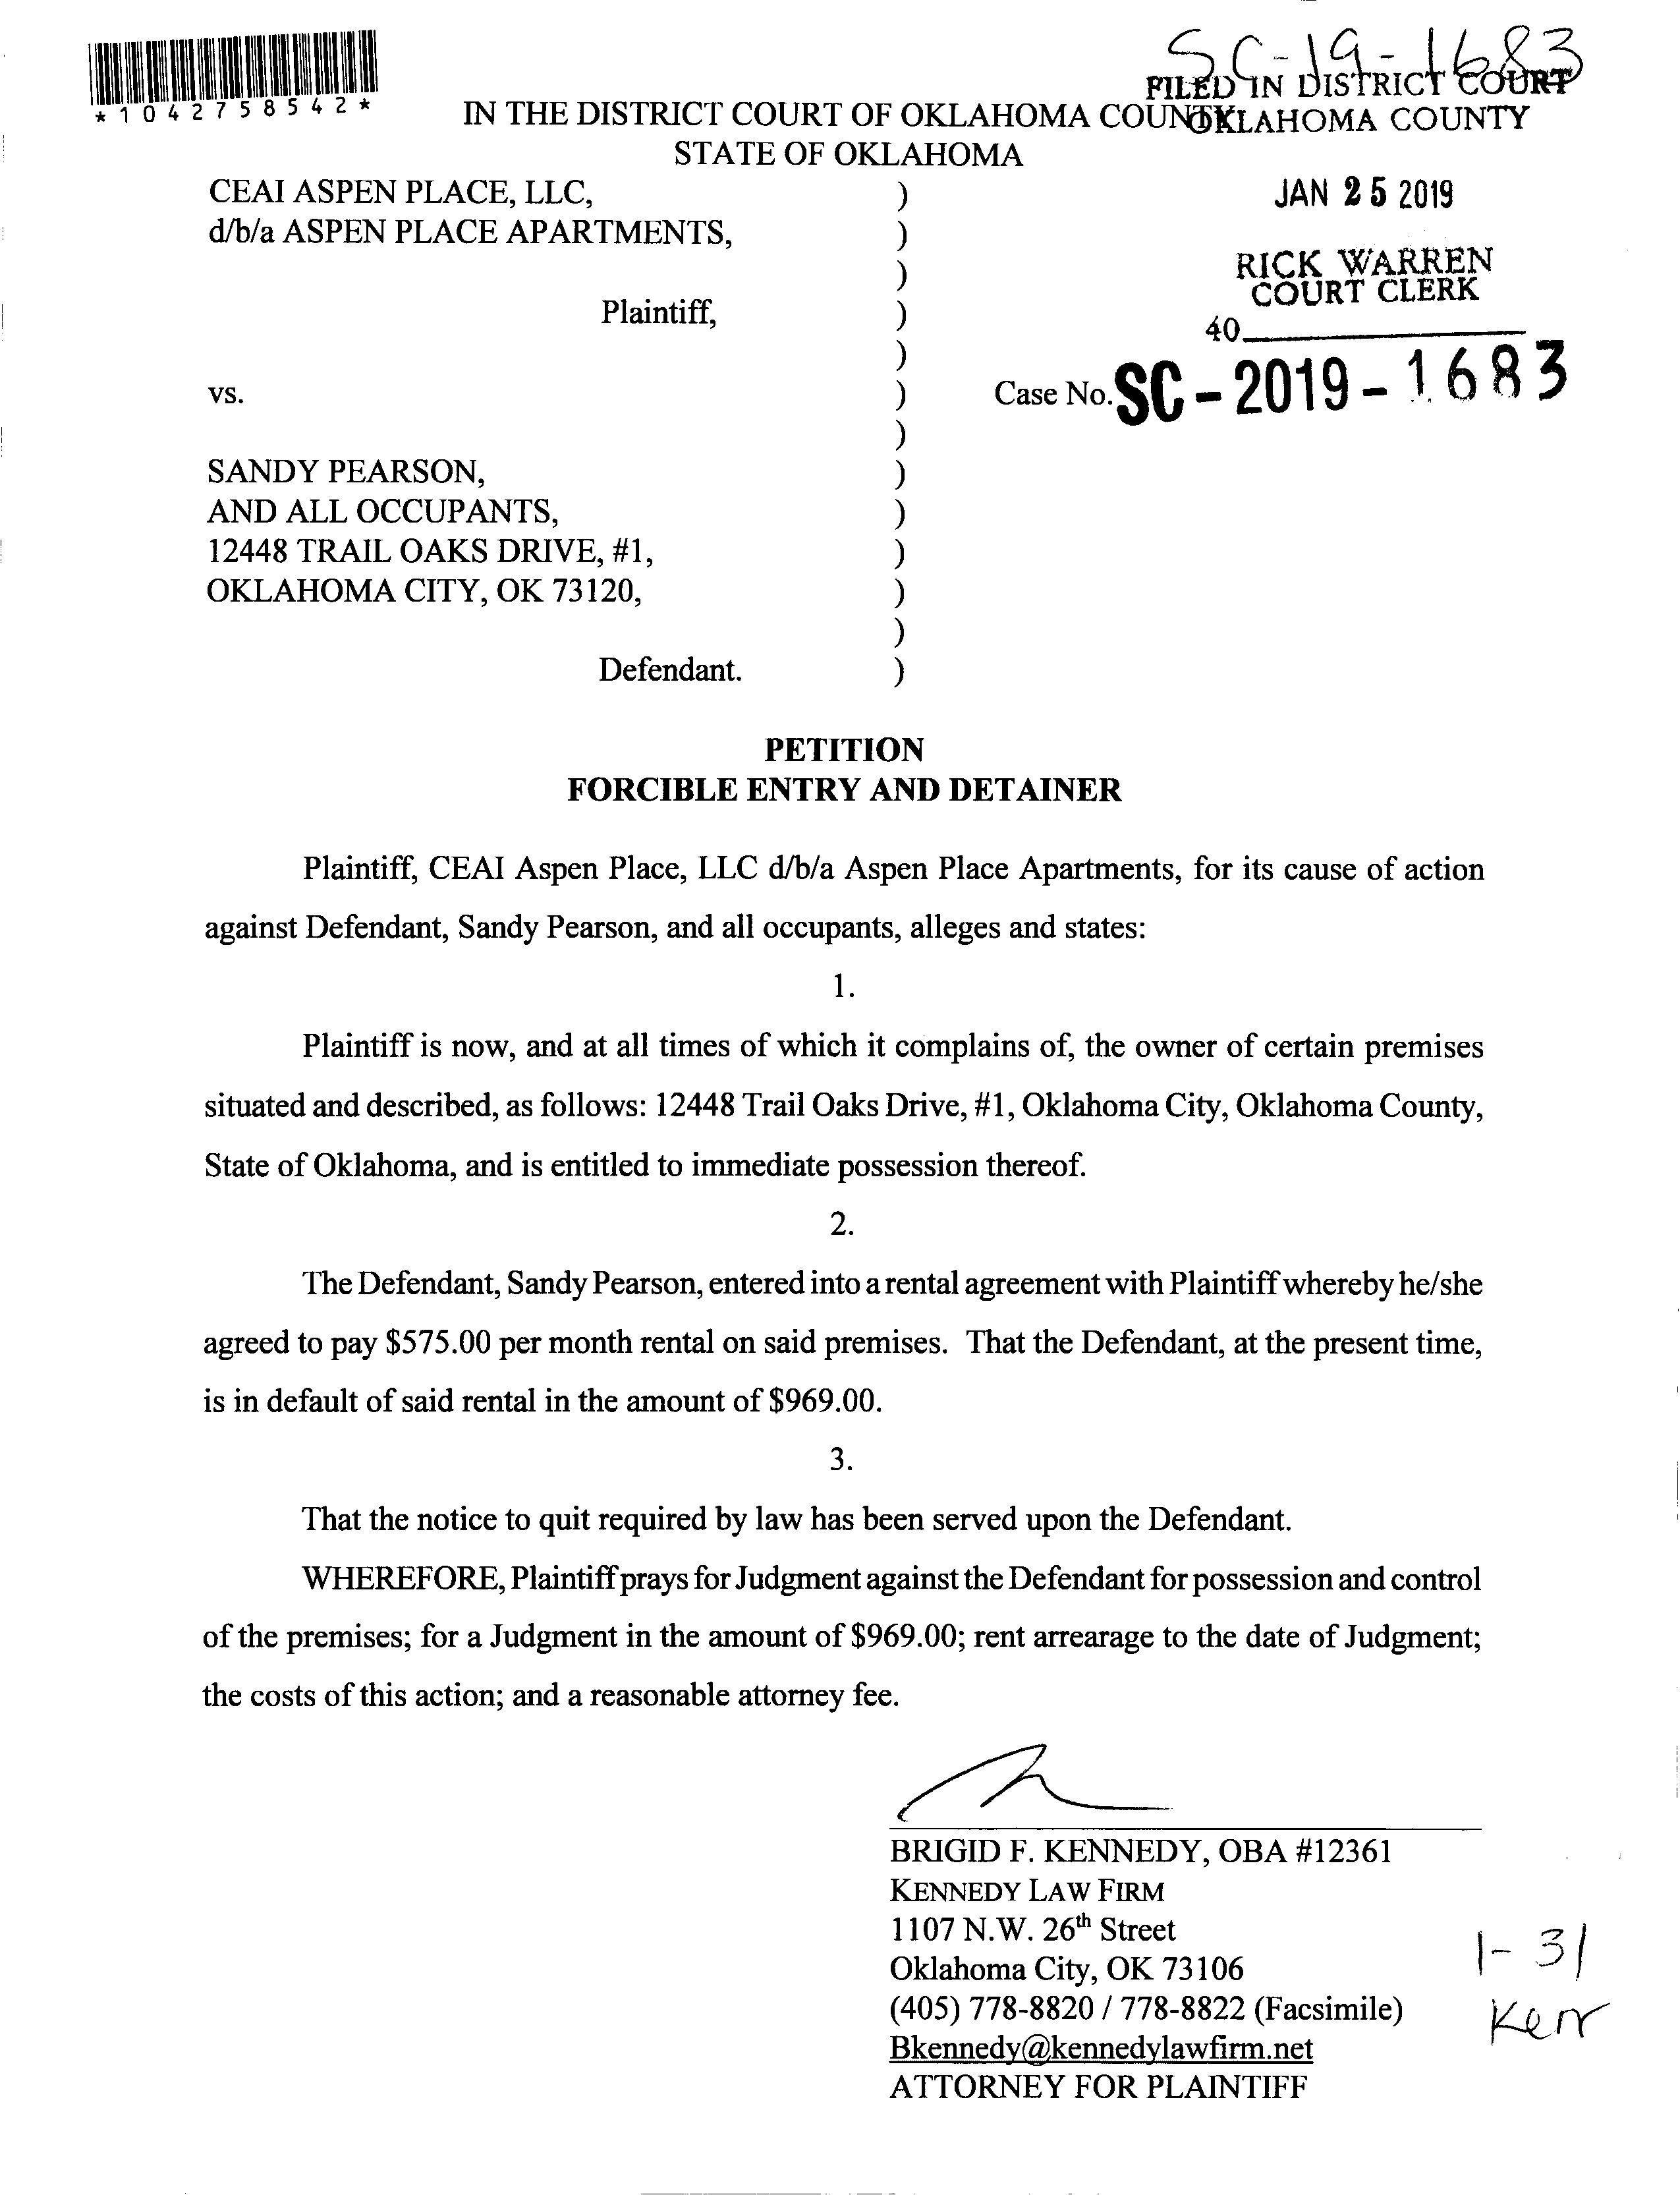 SC-19-1683
*1042758542*
FILED IN DISTRICT COURT
OKLAHOMA COUNTY
IN THE DISTRICT COURT OF OKLAHOMA COUNTY
STATE OF OKLAHOMA
CEAI ASPEN PLACE, LLC, )
d/b/a ASPEN PLACE APARTMENTS, )
)
Plaintiff, )
)
vs. )
)
SANDY PEARSON, )
AND ALL OCCUPANTS, )
12448 TRAIL OAKS DRIVE, #1, )
OKLAHOMA CITY, OK 73120, )
)
Defendant. )
JAN 25 2019
RICK WARREN
COURT CLERK
40
Case No. SC-2019-1683
PETITION
FORCIBLE ENTRY AND DETAINER
Plaintiff, CEAI Aspen Place, LLC d/b/a Aspen Place Apartments, for its cause of action
against Defendant, Sandy Pearson, and all occupants, alleges and states:
1.
Plaintiff is now, and at all times of which it complains of, the owner of certain premises
situated and described, as follows: 12448 Trail Oaks Drive, #1, Oklahoma City, Oklahoma County,
State of Oklahoma, and is entitled to immediate possession thereof.
2.
The Defendant, Sandy Pearson, entered into a rental agreement with Plaintiff whereby he/she
agreed to pay $575.00 per month rental on said premises. That the Defendant, at the present time,
is in default of said rental in the amount of $969.00.
3.
That the notice to quit required by law has been served upon the Defendant.
WHEREFORE, Plaintiff prays for Judgment against the Defendant for possession and control
of the premises; for a Judgment in the amount of $969.00; rent arrearage to the date of Judgment;
the costs of this action; and a reasonable attorney fee.
BRIGID F. KENNEDY, OBA #12361
KENNEDY LAW FIRM
1107 N.W. 26th Street
Oklahoma City, OK 73106
(405) 778-8820 / 778-8822 (Facsimile)
Bkennedy@kennedylawfirm.net
ATTORNEY FOR PLAINTIFF
1-31
Kerr